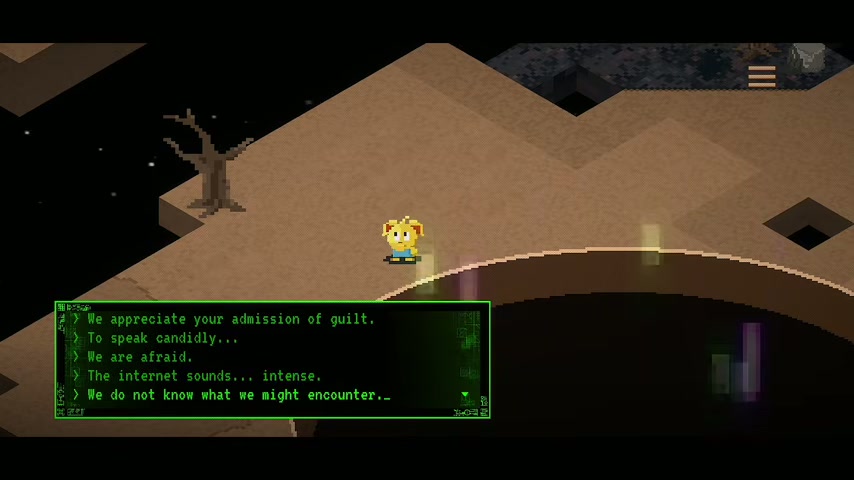 > We appreciate your admission of guilt.
> To speak candidly...
> We are afraid.
> The internet sounds... intense.
> We do not know what we might encounter._